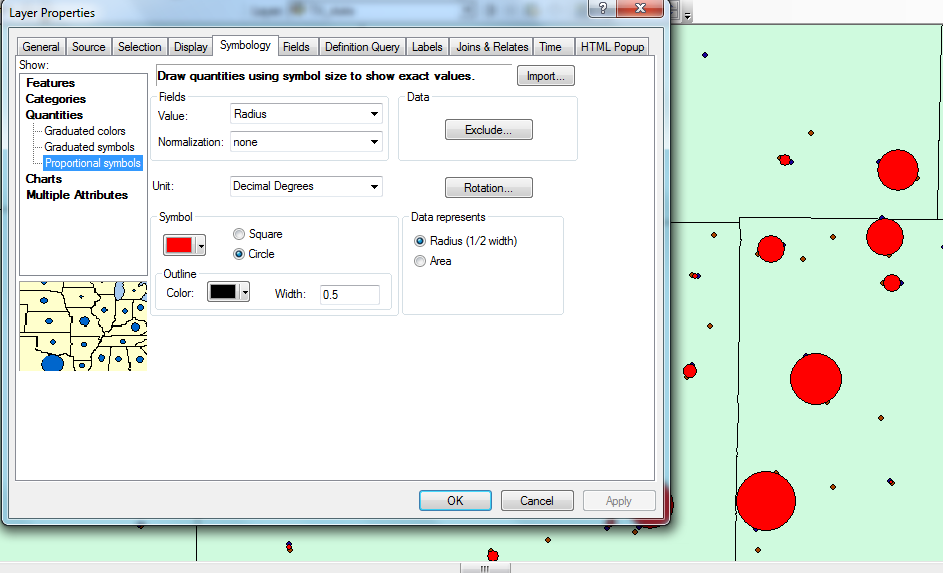 Layer Properties
General Source Selection Display Symbology Fields Definition Query Labels Joins & Relates Time HTML Popup
Show:
Features
Categories
Quantities
Graduated colors
Graduated symbols
Proportional symbols
Charts
Multiple Attributes
Draw quantities using symbol size to show exact values.
Import...
Fields
Value: Radius
Normalization: none
Data
Exclude...
Unit: Decimal Degrees
Rotation...
Symbol
Square
Circle
Outline
Color: Width: 0.5
Data represents
Radius (1/2 width)
Area
OK Cancel Apply